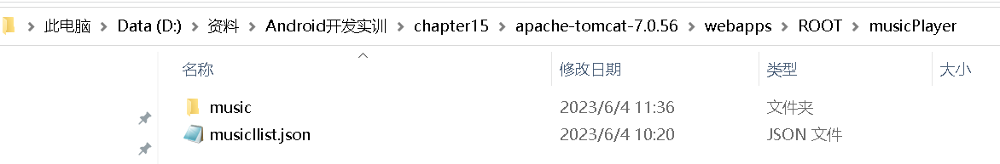 此电脑 > Data (D:) > 资料 > Android开发实训 > chapter15 > apache-tomcat-7.0.56 > webapps > ROOT > musicPlayer
名称 修改日期 类型 大小
music 2023/6/4 11:36 文件夹
musicllist.json 2023/6/4 10:20 JSON 文件